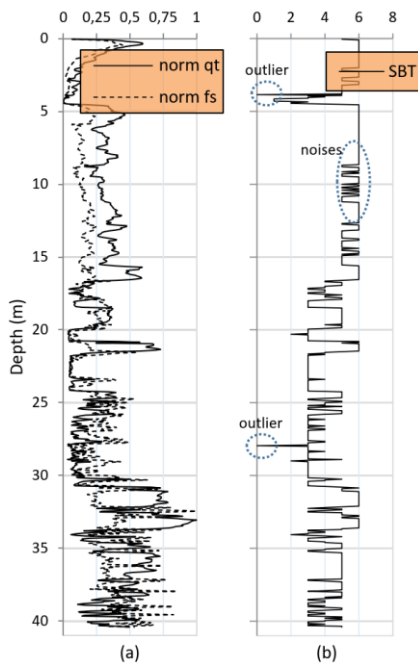 0 0,25 0,5 0,75 1
0 2 4 6 8
0
5
10
15
20
25
30
35
40
Depth (m)
norm qt
norm fs
outlier
SBT
noises
outlier
(a)
(b)